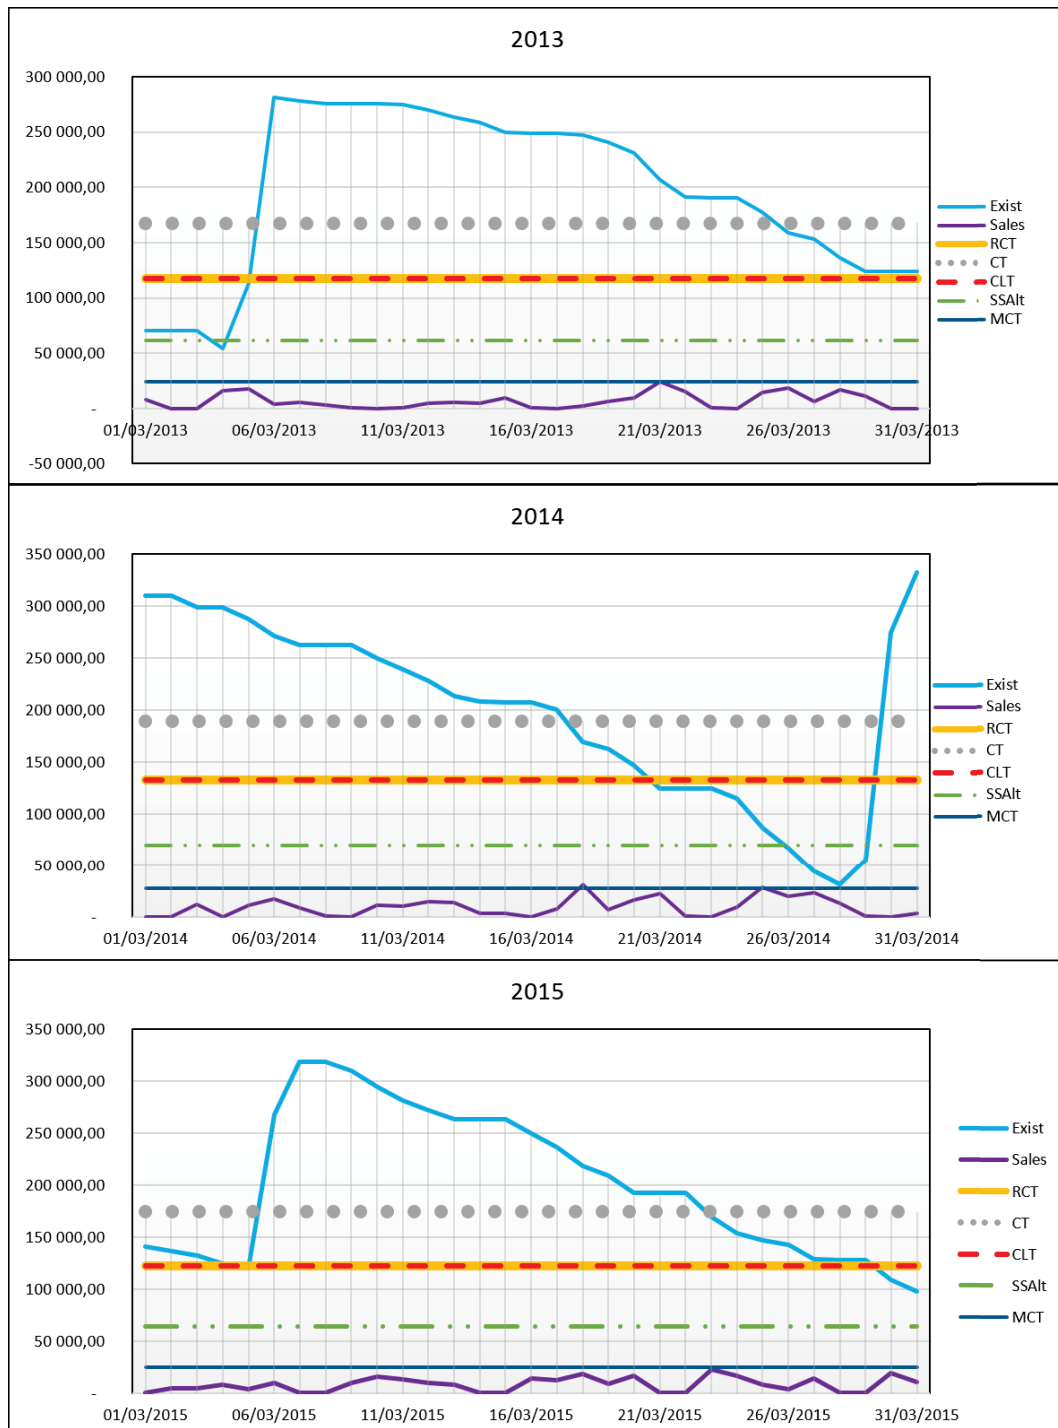 2013
300 000,00
250 000,00
200 000,00
150 000,00
100 000,00
50 000,00
-
-50 000,00
01/03/2013 06/03/2013 11/03/2013 16/03/2013 21/03/2013 26/03/2013 31/03/2013
Exist
Sales
RCT
CT
CLT
SSAlt
MCT
2014
350 000,00
300 000,00
250 000,00
200 000,00
150 000,00
100 000,00
50 000,00
-
01/03/2014 06/03/2014 11/03/2014 16/03/2014 21/03/2014 26/03/2014 31/03/2014
Exist
Sales
RCT
CT
CLT
SSAlt
MCT
2015
350 000,00
300 000,00
250 000,00
200 000,00
150 000,00
100 000,00
50 000,00
-
01/03/2015 06/03/2015 11/03/2015 16/03/2015 21/03/2015 26/03/2015 31/03/2015
Exist
Sales
RCT
CT
CLT
SSAlt
MCT